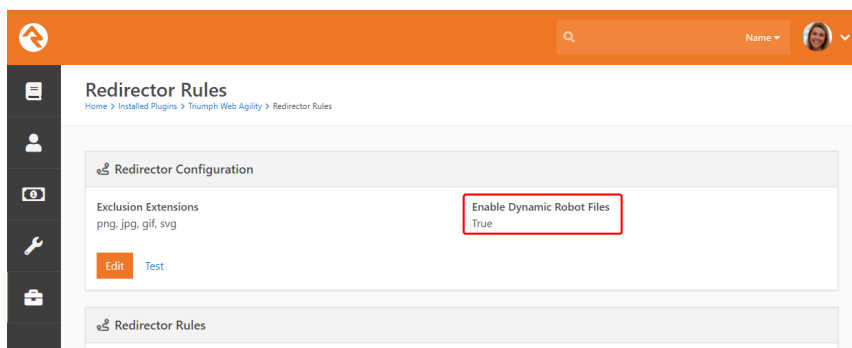 Name
Redirector Rules
Home > Installed Plugins > Triumph Web Agility > Redirector Rules
Redirector Configuration
Exclusion Extensions
png, jpg, gif, svg
Enable Dynamic Robot Files
True
Edit Test
Redirector Rules